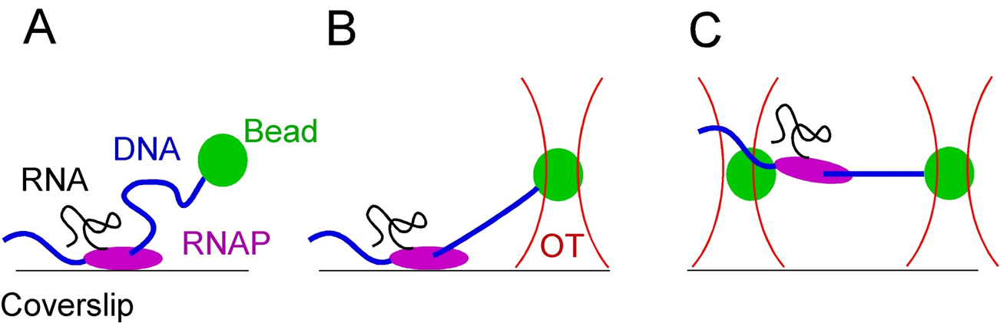 A
B
C
Bead
DNA
RNA
RNAP
OT
Coverslip